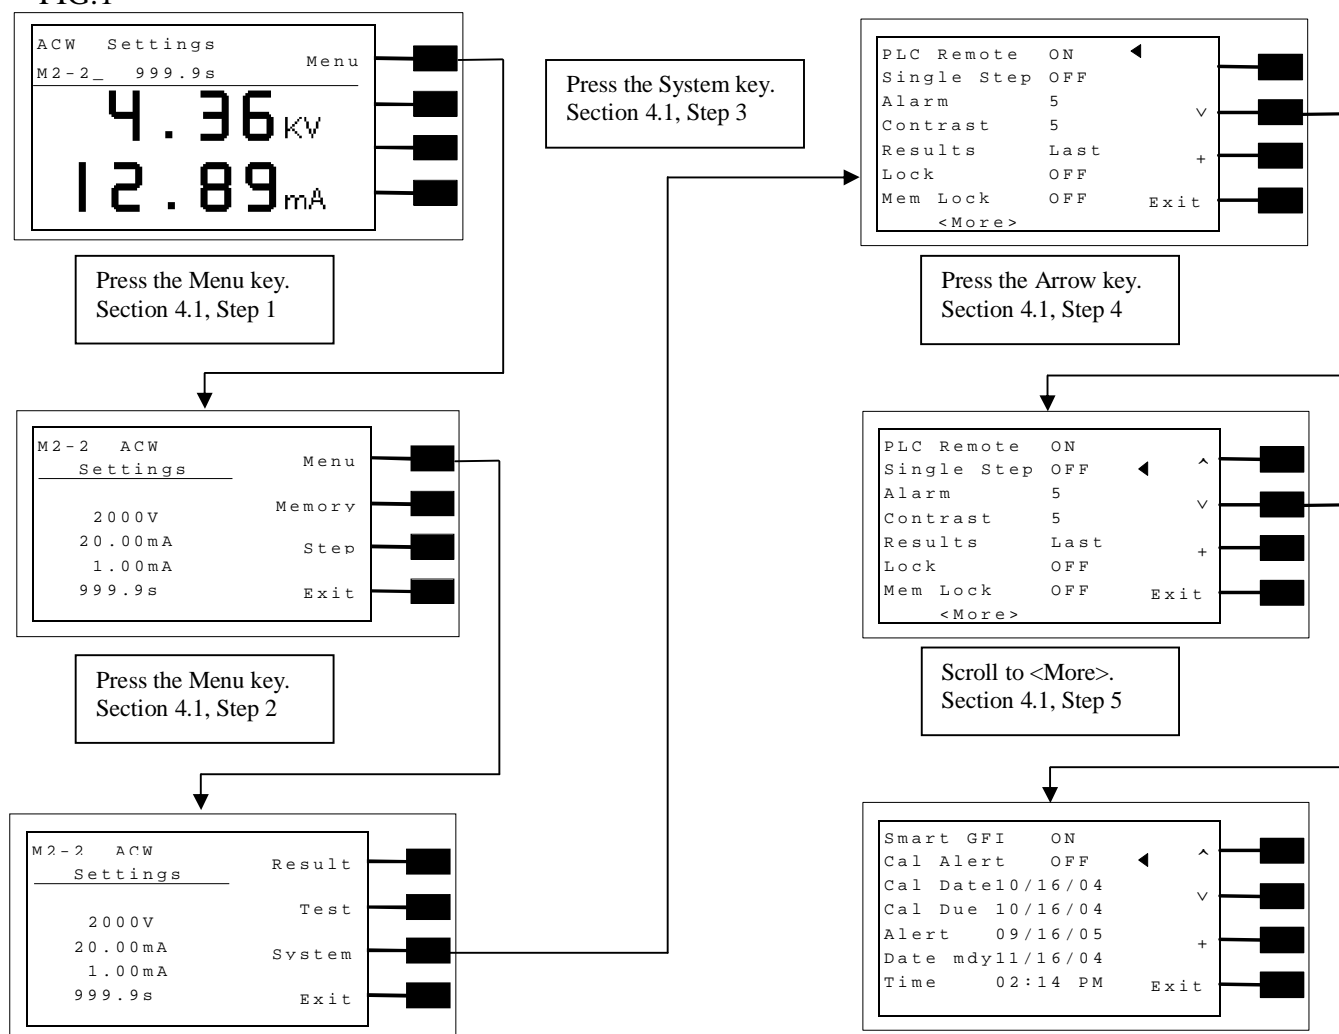 FIG.1
ACW Settings
Menu
M2-2_ 999.9s
4.36KV
12.89mA
Press the Menu key.
Section 4.1, Step 1
M2-2 ACW
Settings
Menu
Memory
2000V
20.00mA
Step
1.00mA
999.9s
Exit
Press the Menu key.
Section 4.1, Step 2
M2-2 ACW
Settings
Result
Test
2000V
20.00mA
System
1.00mA
999.9s
Exit
Press the System key.
Section 4.1, Step 3
PLC Remote ON
Single Step OFF
Alarm 5
Contrast 5
Results Last
+
Lock OFF
Mem Lock OFF
Exit
<More>
Press the Arrow key.
Section 4.1, Step 4
PLC Remote ON
Single Step OFF
Alarm 5
Contrast 5
Results Last
+
Lock OFF
Mem Lock OFF
Exit
<More>
Scroll to <More>.
Section 4.1, Step 5
Smart GFI ON
Cal Alert OFF
Cal Date10/16/04
Cal Due 10/16/04
Alert 09/16/05
+
Date mdy11/16/04
Time 02:14 PM
Exit